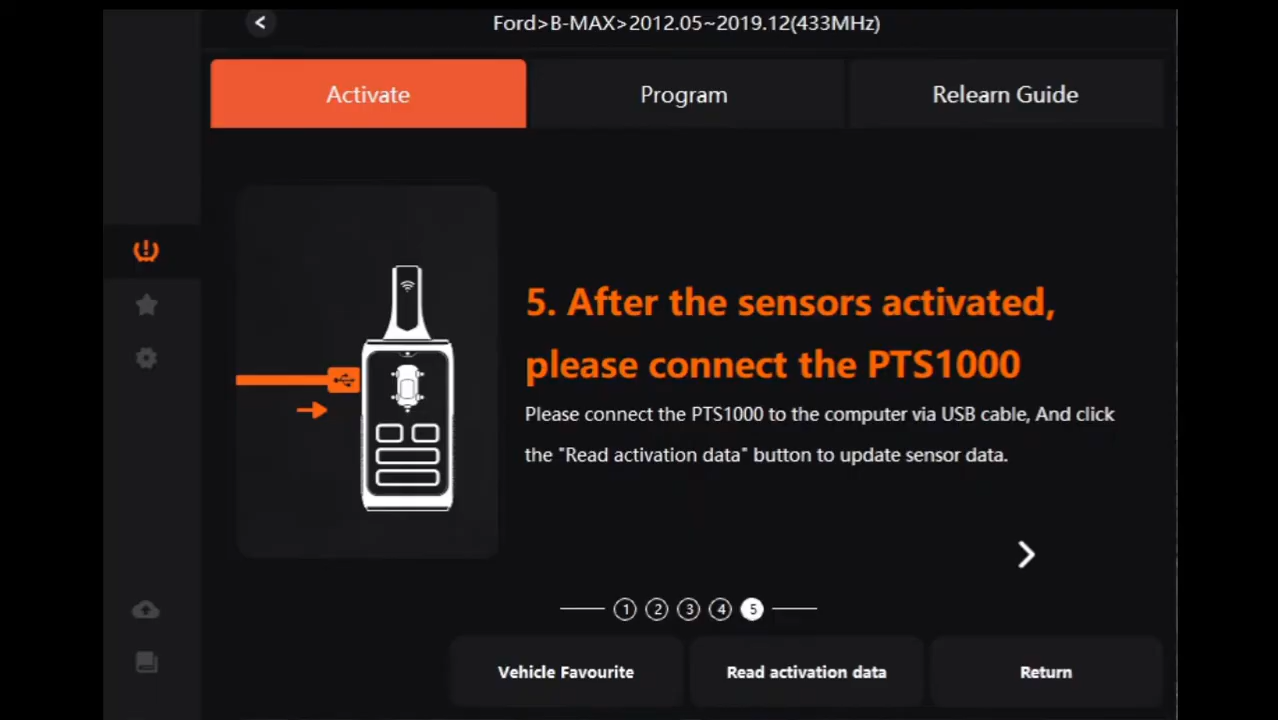 Ford>B-MAX>2012.05~2019.12(433MHz)
Activate
Program
Relearn Guide
5. After the sensors activated,
please connect the PTS1000
Please connect the PTS1000 to the computer via USB cable, And click
the "Read activation data" button to update sensor data.
1 2 3 4 5
Vehicle Favourite
Read activation data
Return